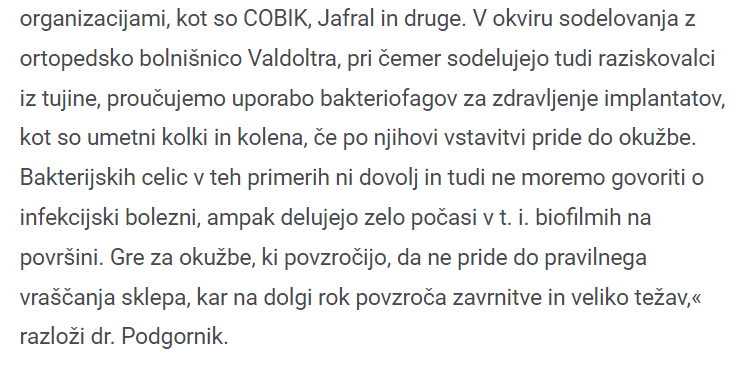 organizacijami, kot so COBIK, Jafral in druge. V okviru sodelovanja z
ortopedsko bolnišnico Valdoltra, pri čemer sodelujejo tudi raziskovalci
iz tujine, proučujemo uporabo bakteriofagov za zdravljenje implantatov,
kot so umetni kolki in kolena, če po njihovi vstavitvi pride do okužbe.
Bakterijskih celic v teh primerih ni dovolj in tudi ne moremo govoriti o
infekcijski bolezni, ampak delujejo zelo počasi v t. i. biofilmih na
površini. Gre za okužbe, ki povzročijo, da ne pride do pravilnega
vraščanja sklepa, kar na dolgi rok povzroča zavrnitve in veliko težav,«
razloži dr. Podgornik.